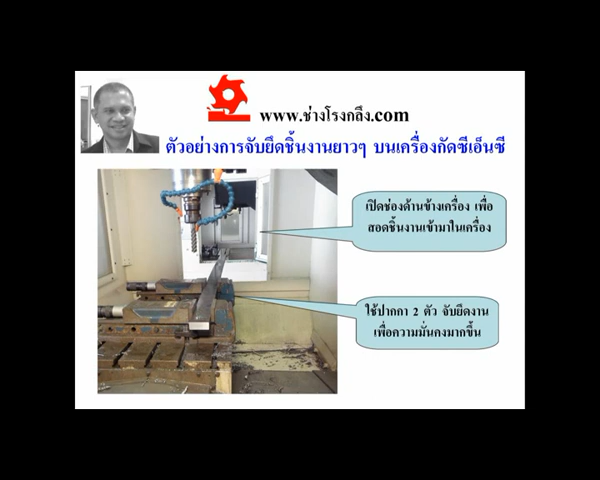 www.ช่างโรงกลึง.com
ตัวอย่างการจับยึดชิ้นงานยาวๆ บนเครื่องกัดซีเอ็นซี
เปิดช่องด้านข้างเครื่อง เพื่อ
สอดชิ้นงานเข้ามาในเครื่อง
ใช้ปากกา 2 ตัว จับยึดงาน
เพื่อความมั่นคงมากขึ้น